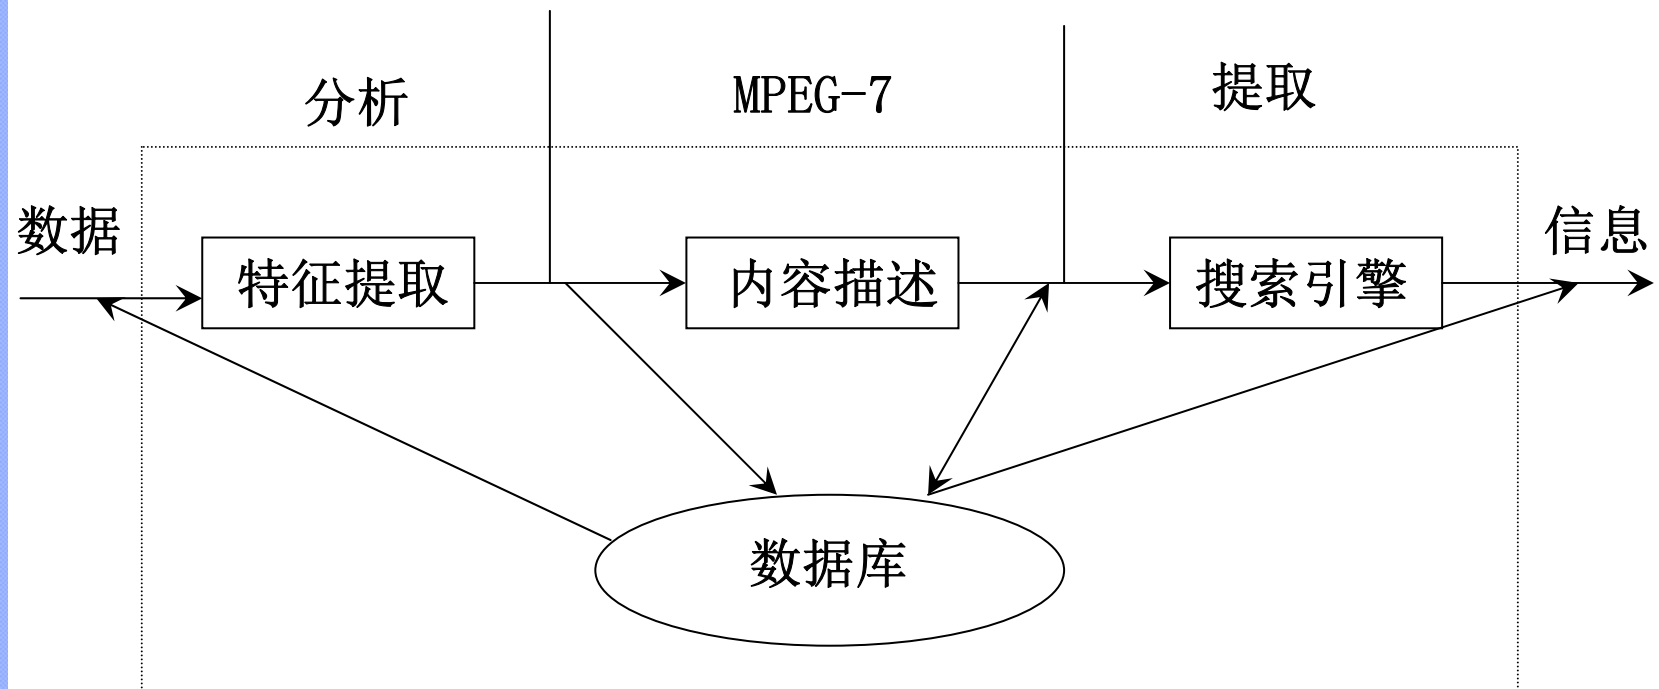 分析
MPEG-7
提取
数据
特征提取
内容描述
搜索引擎
信息
数据库